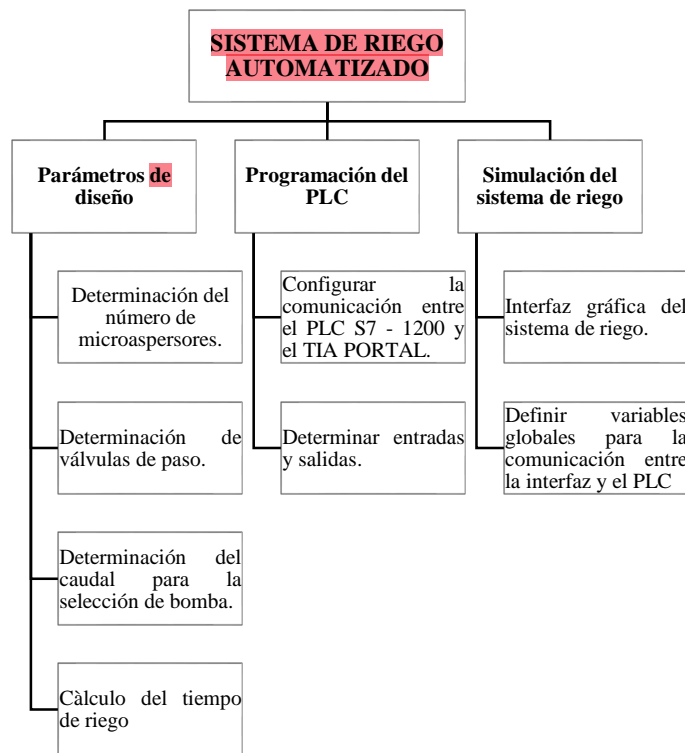 SISTEMA DE RIEGO
AUTOMATIZADO
Parámetros de
diseño
Determinación del
número de
microaspersores.
Determinación de
válvulas de paso.
Determinación del
caudal para la
selección de bomba.
Càlculo del tiempo
de riego
Programación del
PLC
Configurar la
comunicación entre
el PLC S7 - 1200 y
el TIA PORTAL.
Determinar entradas
y salidas.
Simulación del
sistema de riego
Interfaz gráfica del
sistema de riego.
Definir variables
globales para la
comunicación entre
la interfaz y el PLC